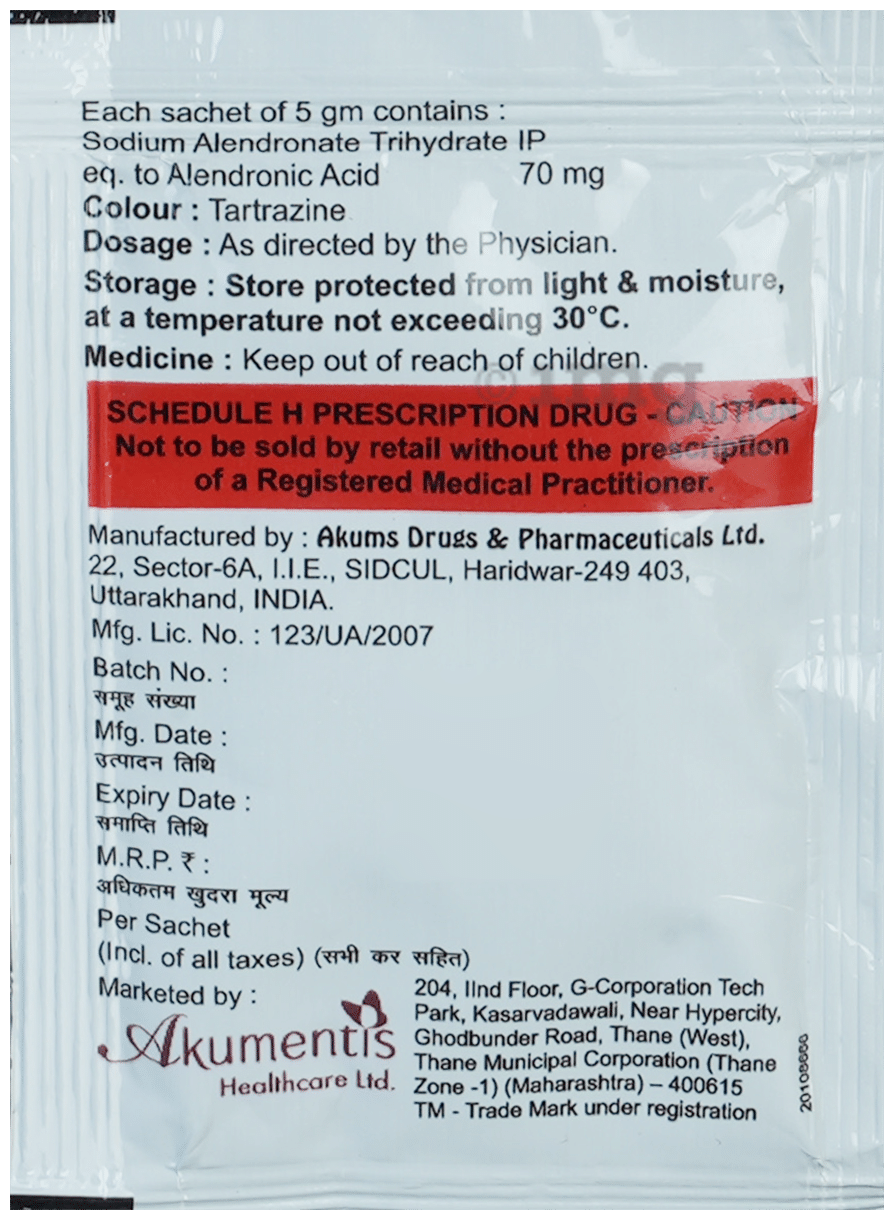 Each sachet of 5 gm contains :
Sodium Alendronate Trihydrate IP
eq. to Alendronic Acid 70 mg
Colour : Tartrazine
Dosage : As directed by the Physician.
Storage : Store protected from light & moisture,
at a temperature not exceeding 30°C.
Medicine : Keep out of reach of children.
1mg
SCHEDULE H PRESCRIPTION DRUG - CAUTION
Not to be sold by retail without the prescription
of a Registered Medical Practitioner.
Manufactured by : Akums Drugs & Pharmaceuticals Ltd.
22, Sector-6A, I.I.E., SIDCUL, Haridwar-249 403,
Uttarakhand, INDIA.
Mfg. Lic. No. : 123/UA/2007
Batch No. :
समूह संख्या
Mfg. Date :
उत्पादन तिथि
Expiry Date :
समाप्ति तिथि
M.R.P. ₹ :
अधिकतम खुदरा मूल्य
Per Sachet
(Incl. of all taxes) (सभी कर सहित)
Marketed by :
Akumentis
Healthcare Ltd.
204, IInd Floor, G-Corporation Tech
Park, Kasarvadawali, Near Hypercity,
Ghodbunder Road, Thane (West),
Thane Municipal Corporation (Thane
Zone -1) (Maharashtra) – 400615
TM - Trade Mark under registration